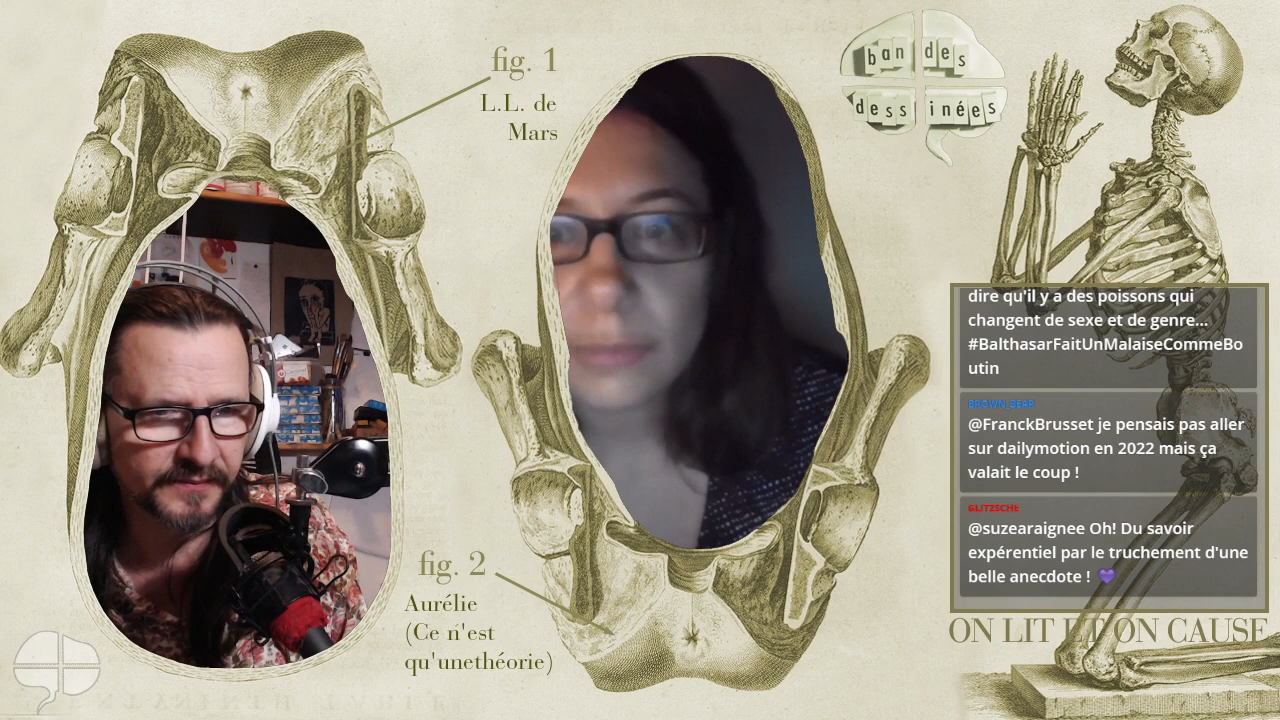 fig. 1
L.L. de
Mars
ban des
dess inées
dire qu'il y a des poissons qui
changent de sexe et de genre...
#BalthasarFaitUnMalaiseCommeBo
utin
BROWN_BEAR
@FranckBrusset je pensais pas aller
sur dailymotion en 2022 mais ça
valait le coup !
GLITZSCHE
@suzearaignee Oh! Du savoir
expérentiel par le truchement d'une
belle anecdote ! 💜
fig. 2
Aurélie
(Ce n'est
qu'unethéorie)
ON LIT ET ON CAUSE